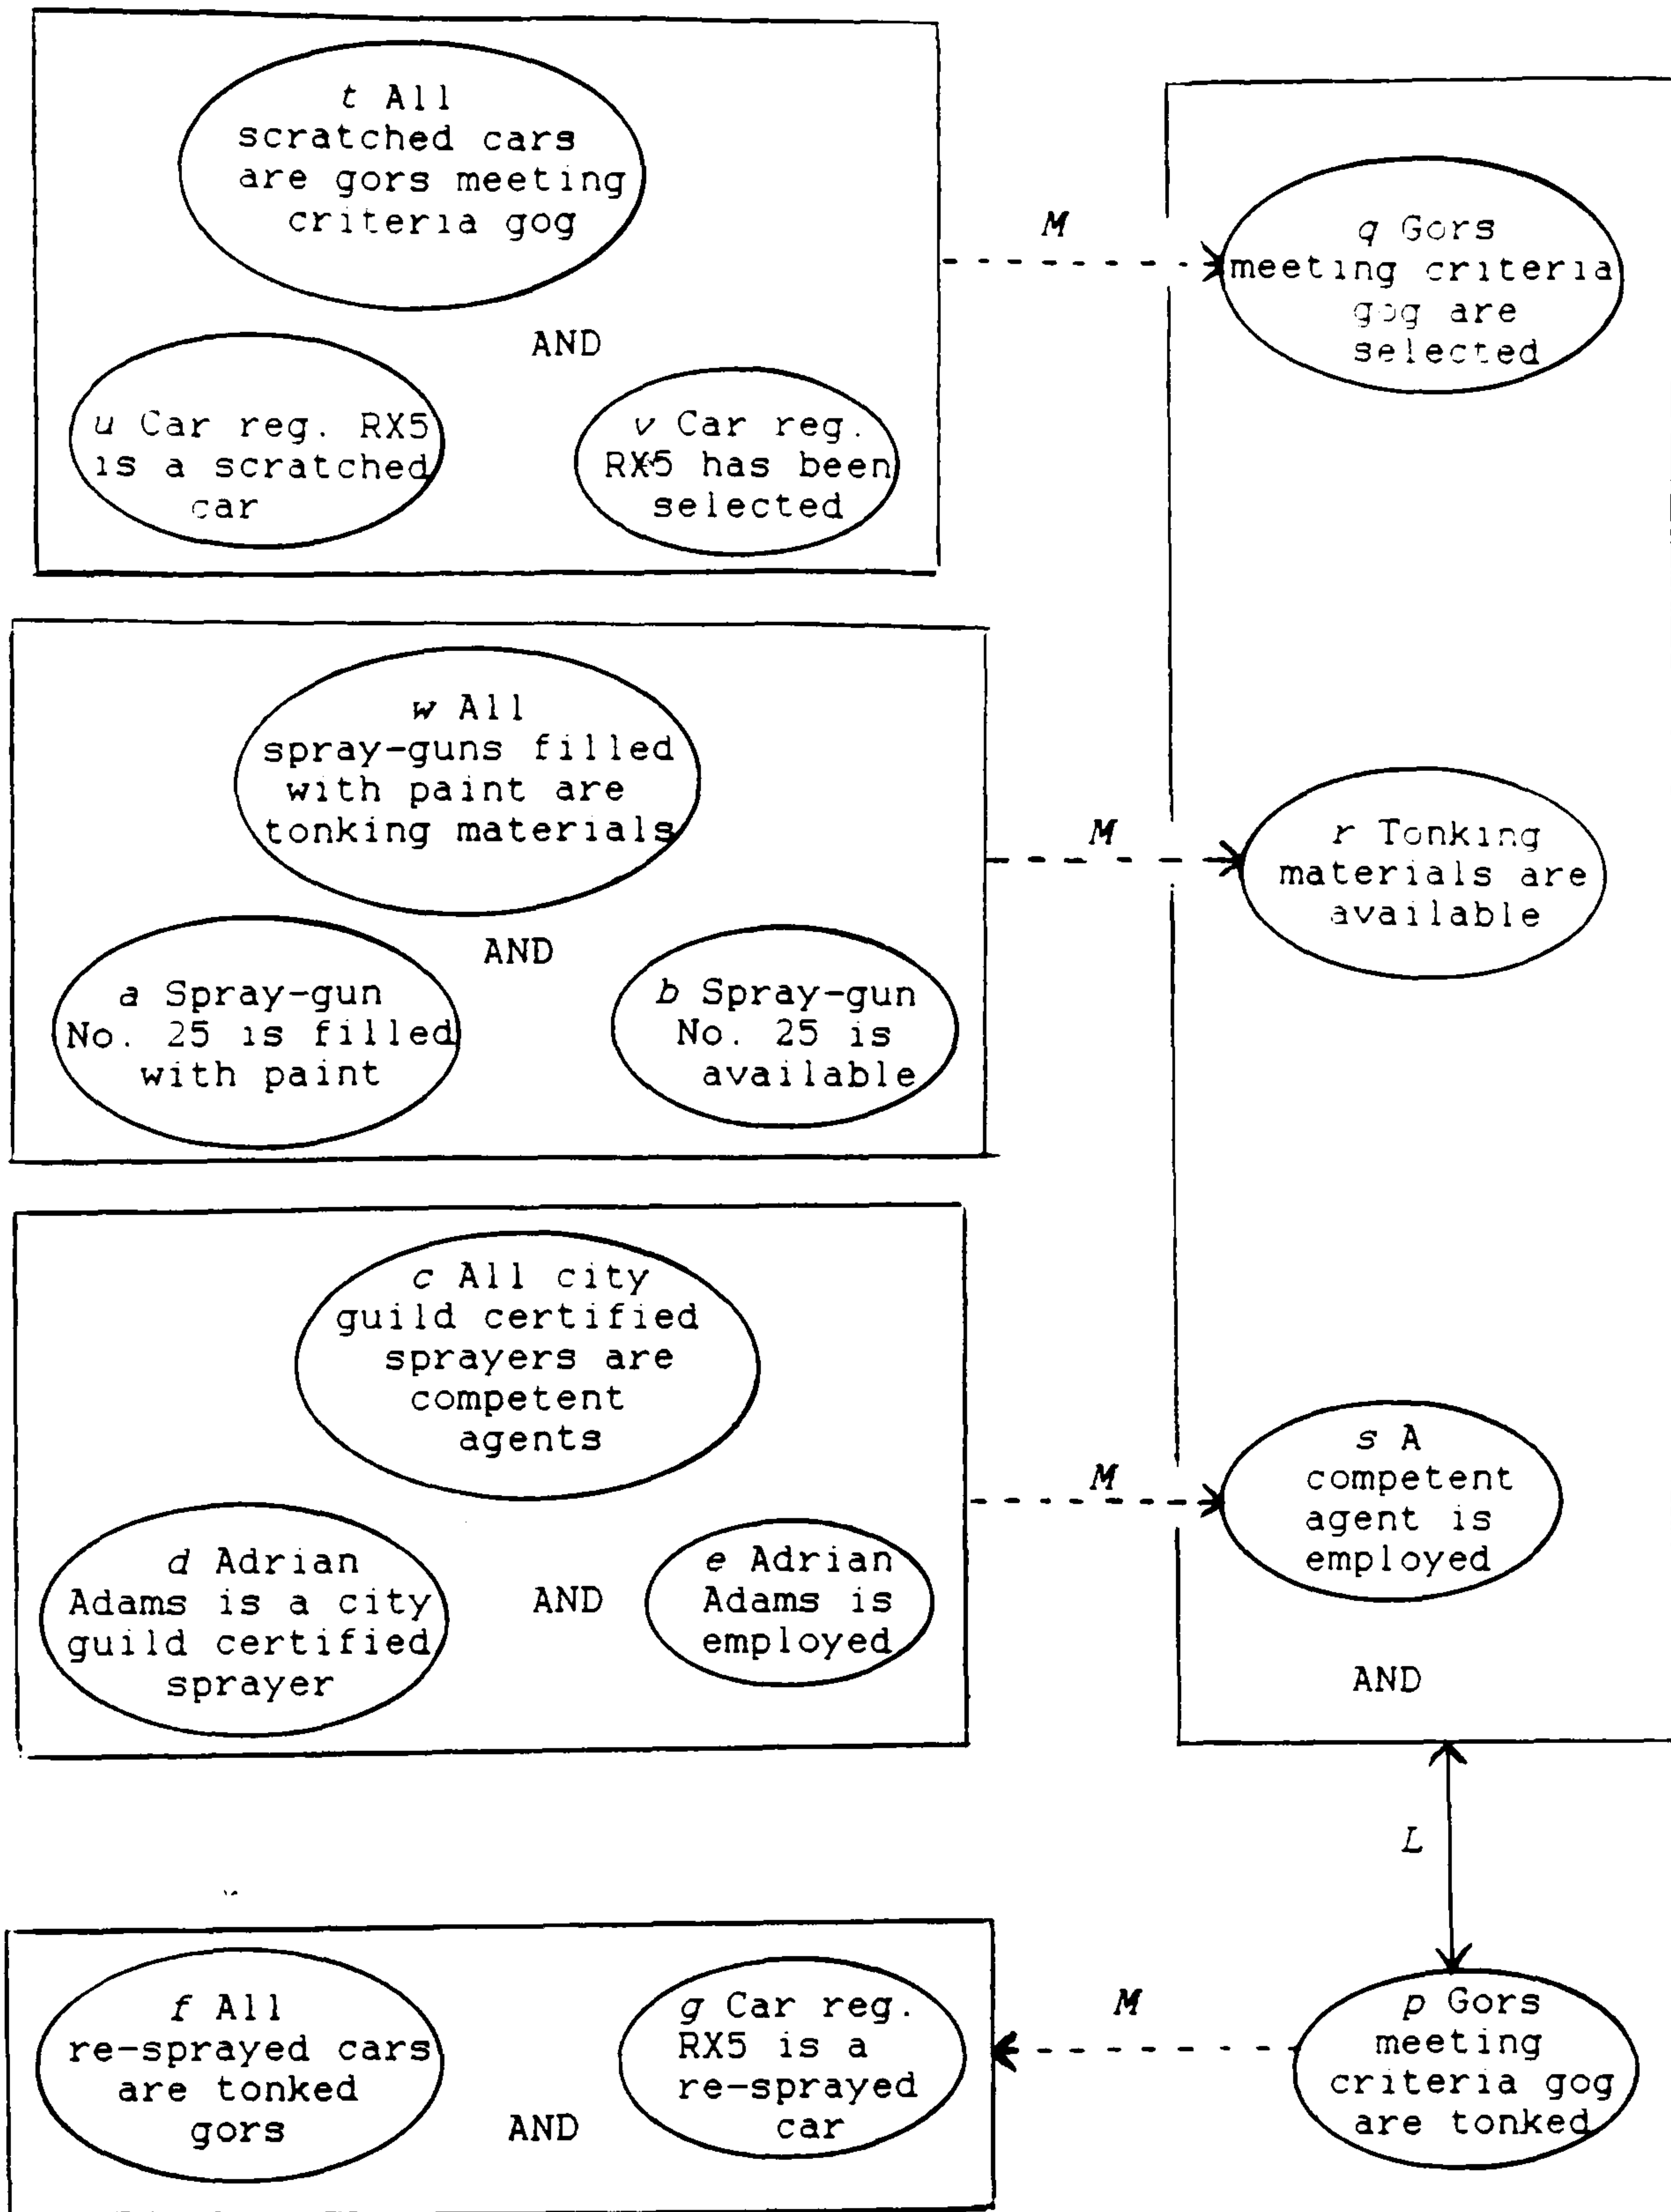 t All
scratched cars
are gors meeting
criteria gog
AND
u Car reg. RX5
is a scratched
car
v Car reg.
RX5 has been
selected
M
q Gors
meeting criteria
gog are
selected
w All
spray-guns filled
with paint are
tonking materials
AND
a Spray-gun
No. 25 is filled
with paint
b Spray-gun
No. 25 is
available
M
r Tonking
materials are
available
c All city
guild certified
sprayers are
competent
agents
d Adrian
Adams is a city
guild certified
sprayer
AND
e Adrian
Adams is
employed
M
s A
competent
agent is
employed
AND
L
f All
re-sprayed cars
are tonked
gors
AND
g Car reg.
RX5 is a
re-sprayed
car
M
p Gors
meeting
criteria gog
are tonked